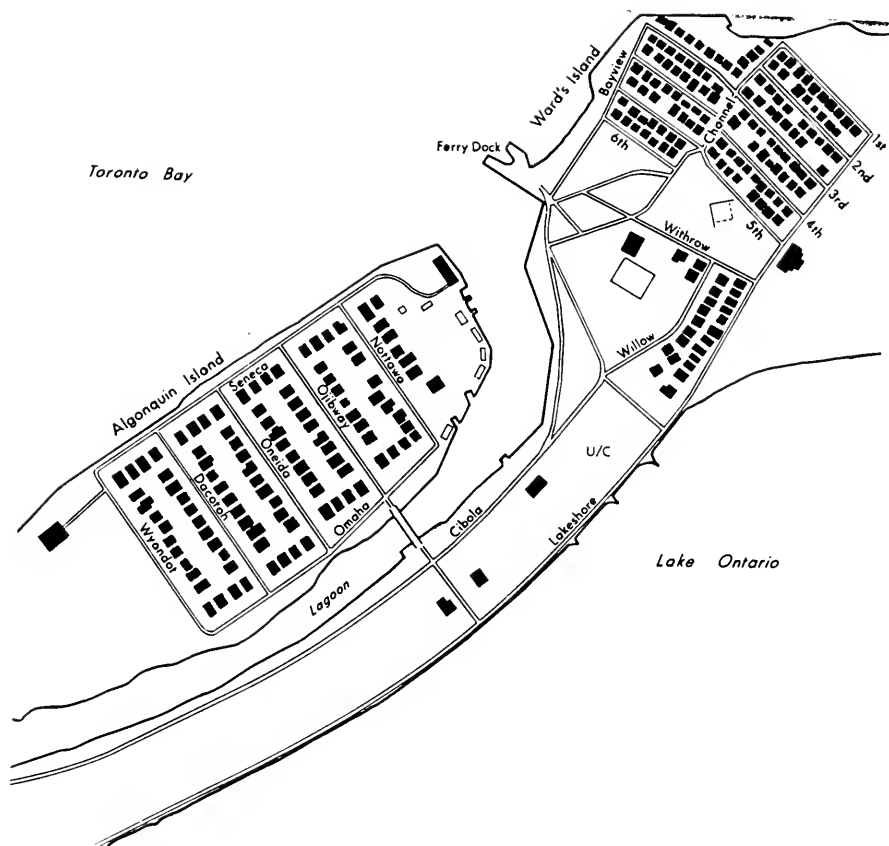 Ward's Island
Bayview
Channel
1st
2nd
3rd
4th
5th
6th
Ferry Dock
Toronto Bay
Withrow
Willow
Algonquin Island
Seneca
Nottawa
Ojibway
Oneida
Dacotah
Wyandot
Omaha
U/C
Cibola
Lakeshore
Lagoon
Lake Ontario